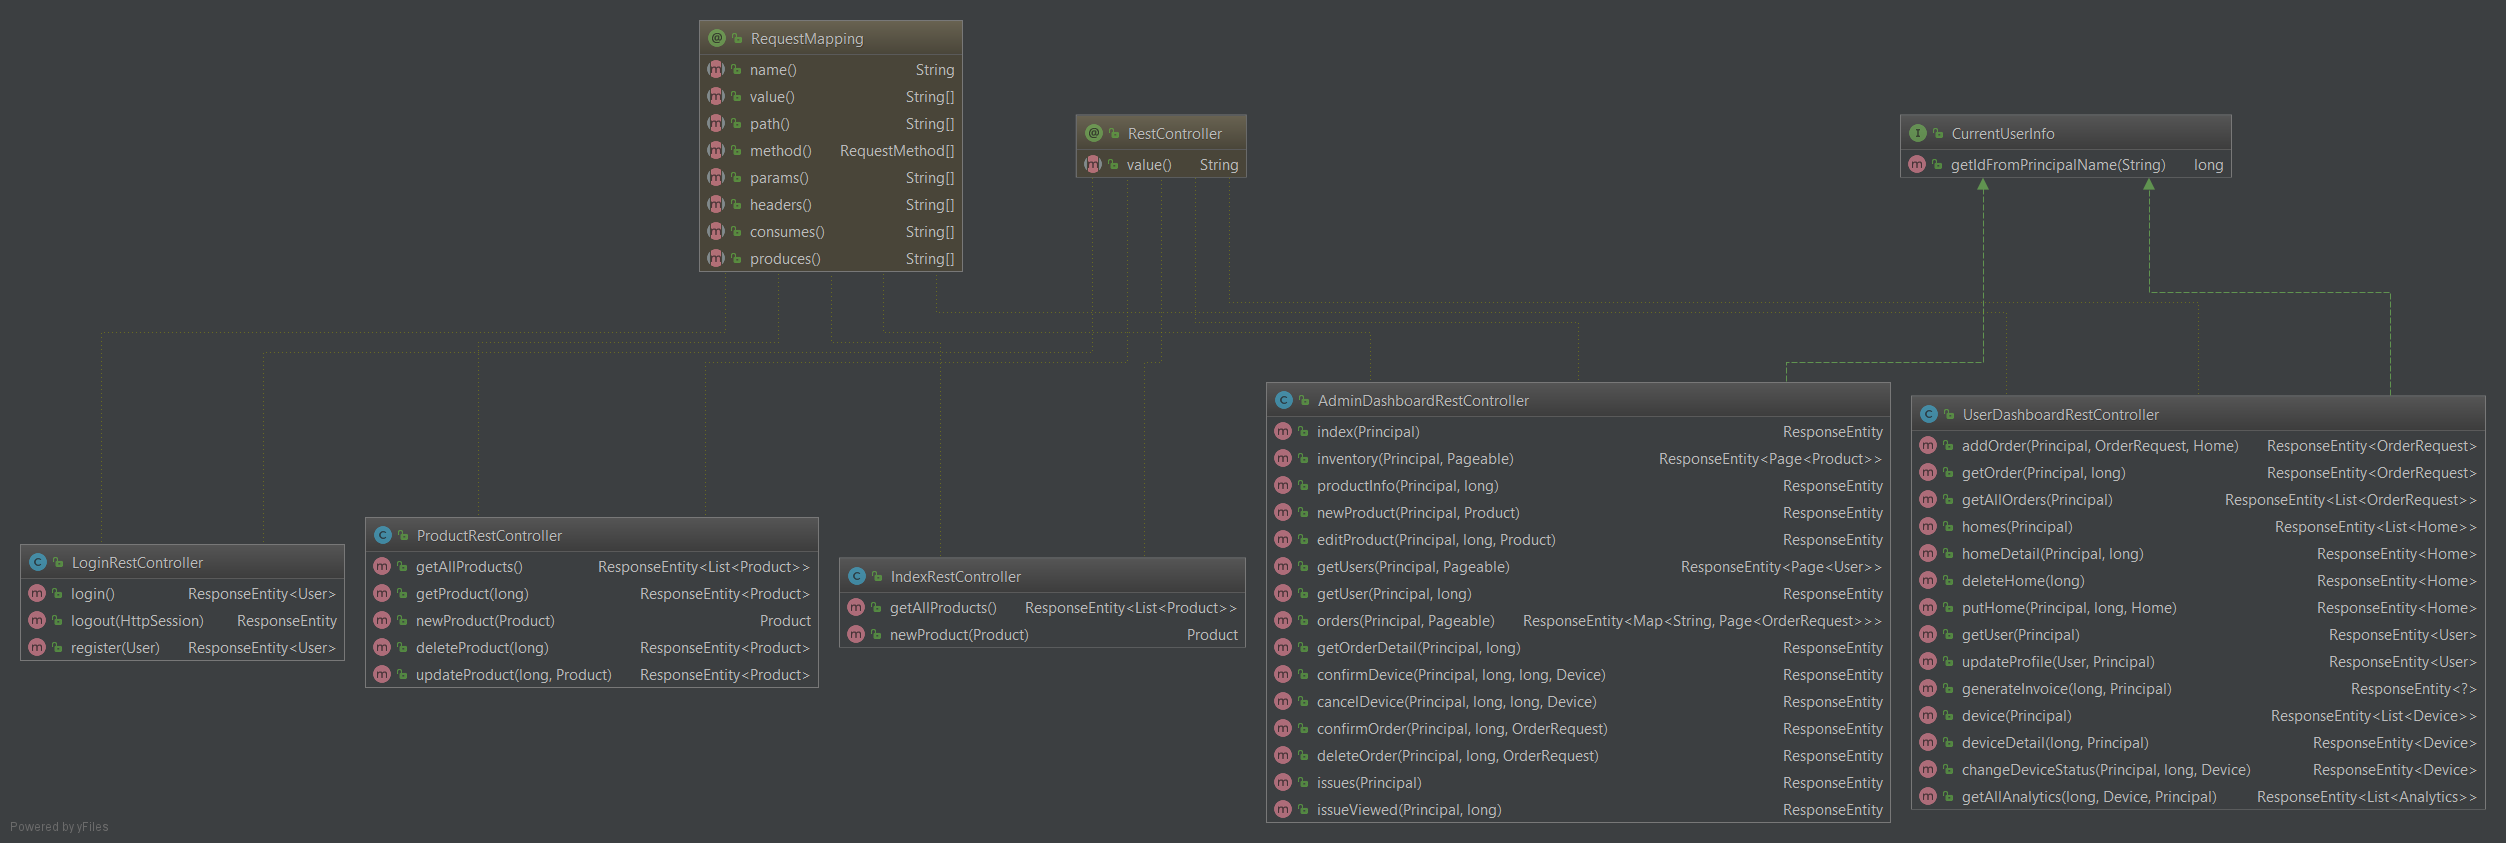 RequestMapping
name() String
value() String[]
path() String[]
method() RequestMethod[]
params() String[]
headers() String[]
consumes() String[]
produces() String[]
RestController
value() String
CurrentUserInfo
getIdFromPrincipalName(String) long
LoginRestController
login() ResponseEntity<User>
logout(HttpSession) ResponseEntity
register(User) ResponseEntity<User>
ProductRestController
getAllProducts() ResponseEntity<List<Product>>
getProduct(long) ResponseEntity<Product>
newProduct(Product) Product
deleteProduct(long) ResponseEntity<Product>
updateProduct(long, Product) ResponseEntity<Product>
IndexRestController
getAllProducts() ResponseEntity<List<Product>>
newProduct(Product) Product
AdminDashboardRestController
index(Principal) ResponseEntity
inventory(Principal, Pageable) ResponseEntity<Page<Product>>
productInfo(Principal, long) ResponseEntity
newProduct(Principal, Product) ResponseEntity
editProduct(Principal, long, Product) ResponseEntity
getUsers(Principal, Pageable) ResponseEntity<Page<User>>
getUser(Principal, long) ResponseEntity
orders(Principal, Pageable) ResponseEntity<Map<String, Page<OrderRequest>>>
getOrderDetail(Principal, long) ResponseEntity
confirmDevice(Principal, long, long, Device) ResponseEntity
cancelDevice(Principal, long, long, Device) ResponseEntity
confirmOrder(Principal, long, OrderRequest) ResponseEntity
deleteOrder(Principal, long, OrderRequest) ResponseEntity
issues(Principal) ResponseEntity
issueViewed(Principal, long) ResponseEntity
UserDashboardRestController
addOrder(Principal, OrderRequest, Home) ResponseEntity<OrderRequest>
getOrder(Principal, long) ResponseEntity<OrderRequest>
getAllOrders(Principal) ResponseEntity<List<OrderRequest>>
homes(Principal) ResponseEntity<List<Home>>
homeDetail(Principal, long) ResponseEntity<Home>
deleteHome(long) ResponseEntity<Home>
putHome(Principal, long, Home) ResponseEntity<Home>
getUser(Principal) ResponseEntity<User>
updateProfile(User, Principal) ResponseEntity<User>
generateInvoice(long, Principal) ResponseEntity<?>
device(Principal) ResponseEntity<List<Device>>
deviceDetail(long, Principal) ResponseEntity<Device>
changeDeviceStatus(Principal, long, Device) ResponseEntity<Device>
getAllAnalytics(long, Device, Principal) ResponseEntity<List<Analytics>>
Powered by yFiles